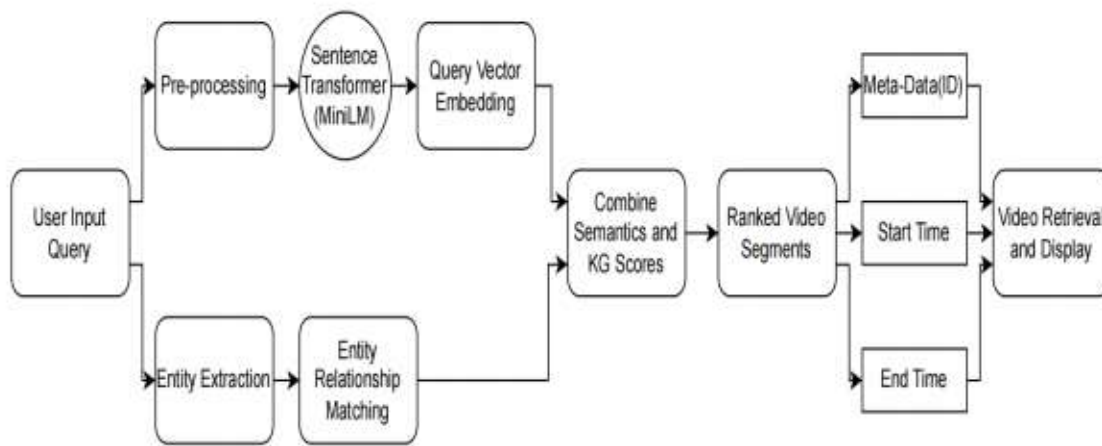 User Input
Query
Pre-processing
Sentence
Transformer
(MiniLM)
Query Vector
Embedding
Entity Extraction
Entity
Relationship
Matching
Combine
Semantics and
KG Scores
Ranked Video
Segments
Meta-Data(ID)
Start Time
End Time
Video Retrieval
and Display